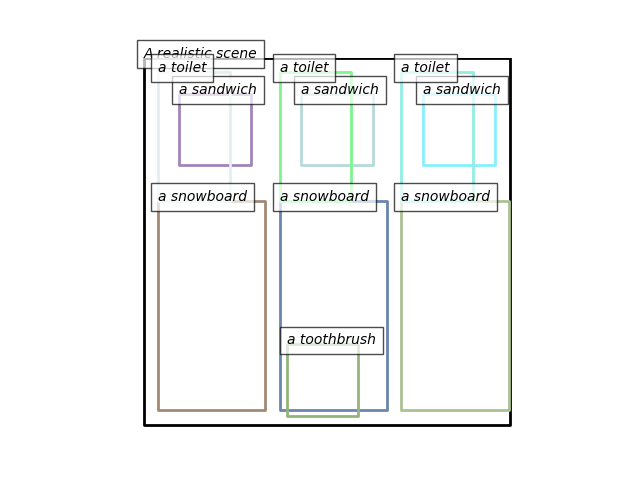 A realistic scene
a toilet
a toilet
a toilet
a sandwich
a sandwich
a sandwich
a snowboard
a snowboard
a snowboard
a toothbrush